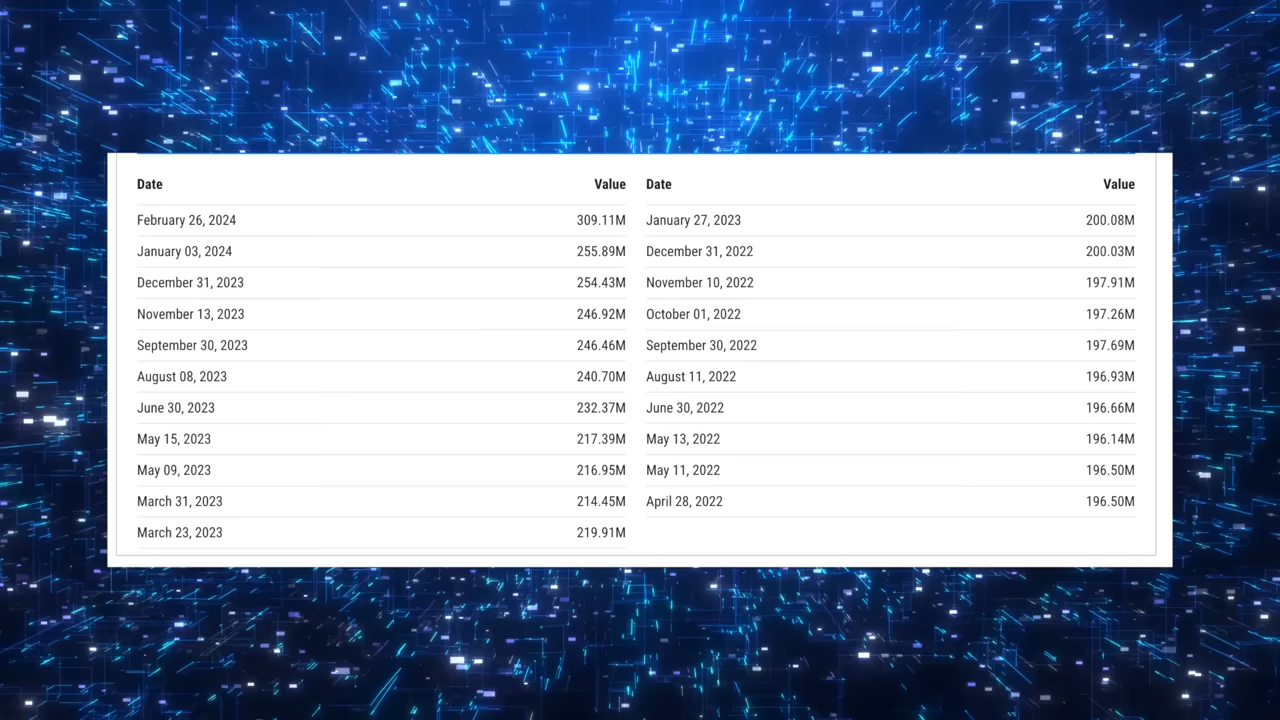 Date Value Date Value
February 26, 2024 309.11M January 27, 2023 200.08M
January 03, 2024 255.89M December 31, 2022 200.03M
December 31, 2023 254.43M November 10, 2022 197.91M
November 13, 2023 246.92M October 01, 2022 197.26M
September 30, 2023 246.46M September 30, 2022 197.69M
August 08, 2023 240.70M August 11, 2022 196.93M
June 30, 2023 232.37M June 30, 2022 196.66M
May 15, 2023 217.39M May 13, 2022 196.14M
May 09, 2023 216.95M May 11, 2022 196.50M
March 31, 2023 214.45M April 28, 2022 196.50M
March 23, 2023 219.91M